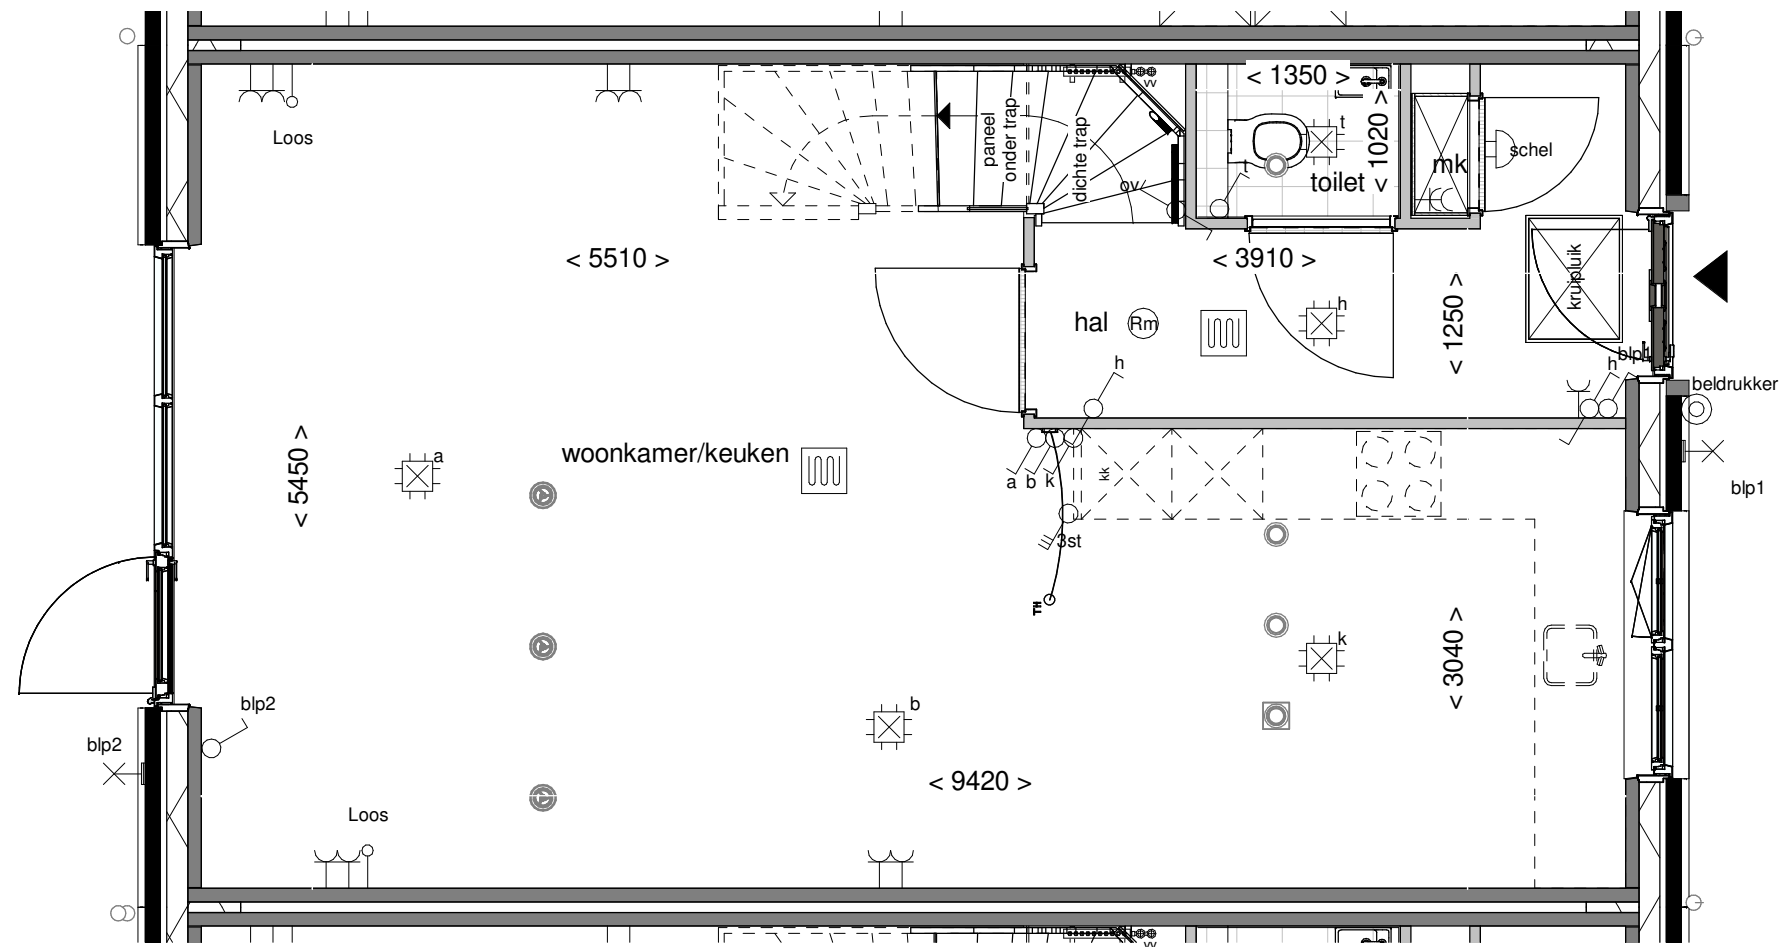 < 1350 >
< 1020 >
t
t
toilet
mk
schel
vv
Loos
paneel
onder trap
dichte trap
ov
< 5510 >
< 3910 >
kruipluik
hal
Rm
h
< 1250 >
h
h
blp1
beldrukker
blp1
woonkamer/keuken
a
< 5450 >
a b k
kk
3st
TH
k
< 3040 >
blp2
blp2
b
< 9420 >
Loos
vv